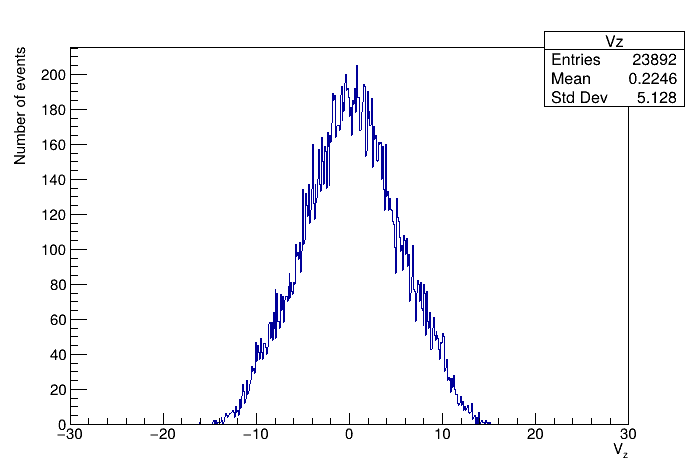 Vz
Entries 23892
Mean 0.2246
Std Dev 5.128
Number of events
200
180
160
140
120
100
80
60
40
20
0
−30 −20 −10 0 10 20 30
Vz